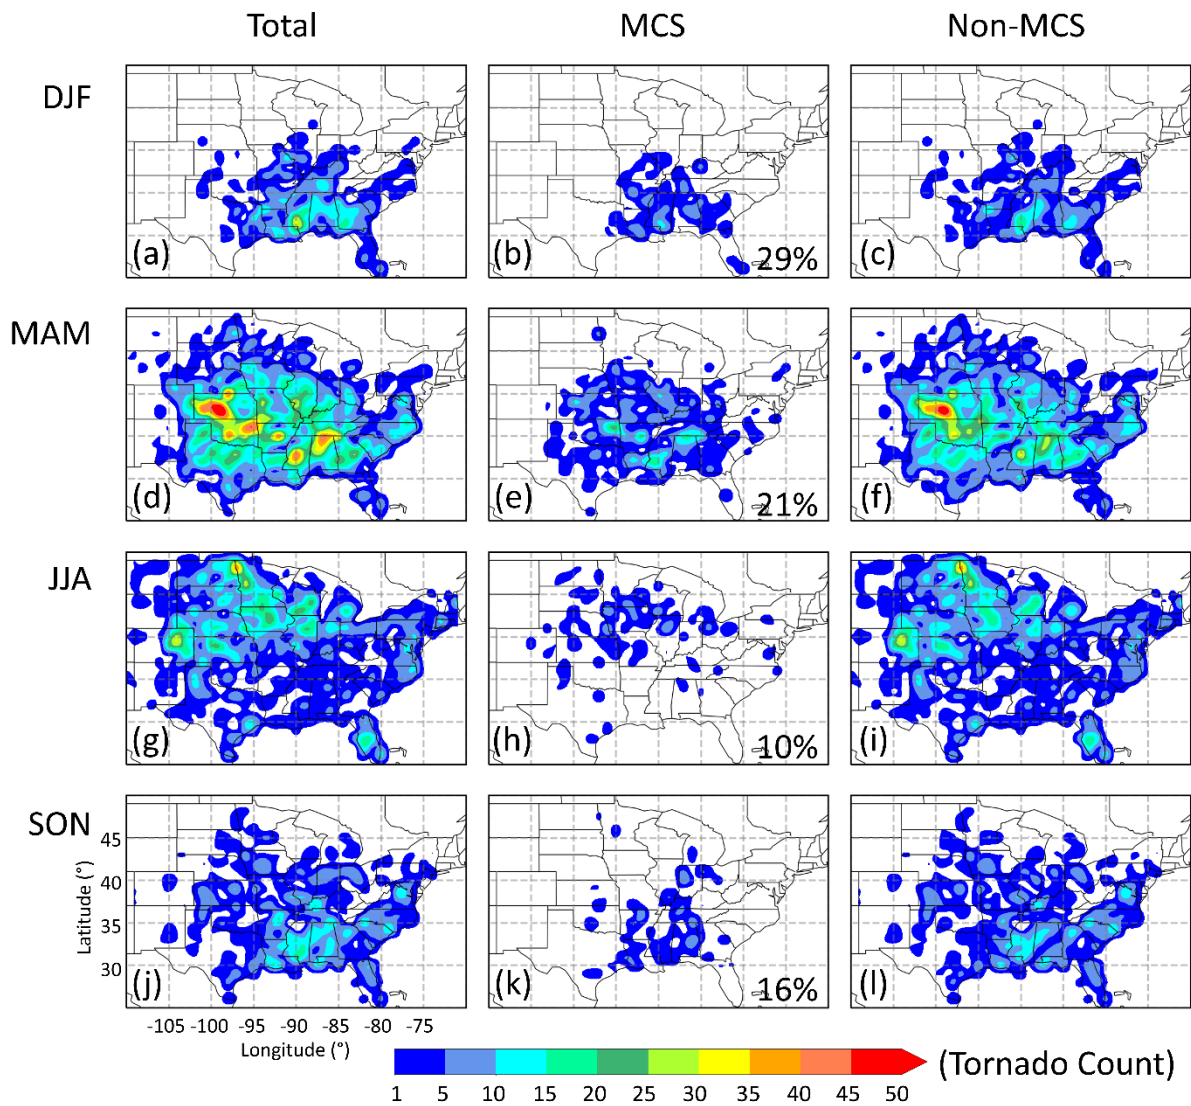 Total MCS Non-MCS
DJF
(a) (b) 29% (c)
MAM
(d) (e) 21% (f)
JJA
(g) (h) 10% (i)
SON
45
40
35
30
Latitude (°)
(j) (k) 16% (l)
-105 -100 -95 -90 -85 -80 -75
Longitude (°)
(Tornado Count)
1 5 10 15 20 25 30 35 40 45 50